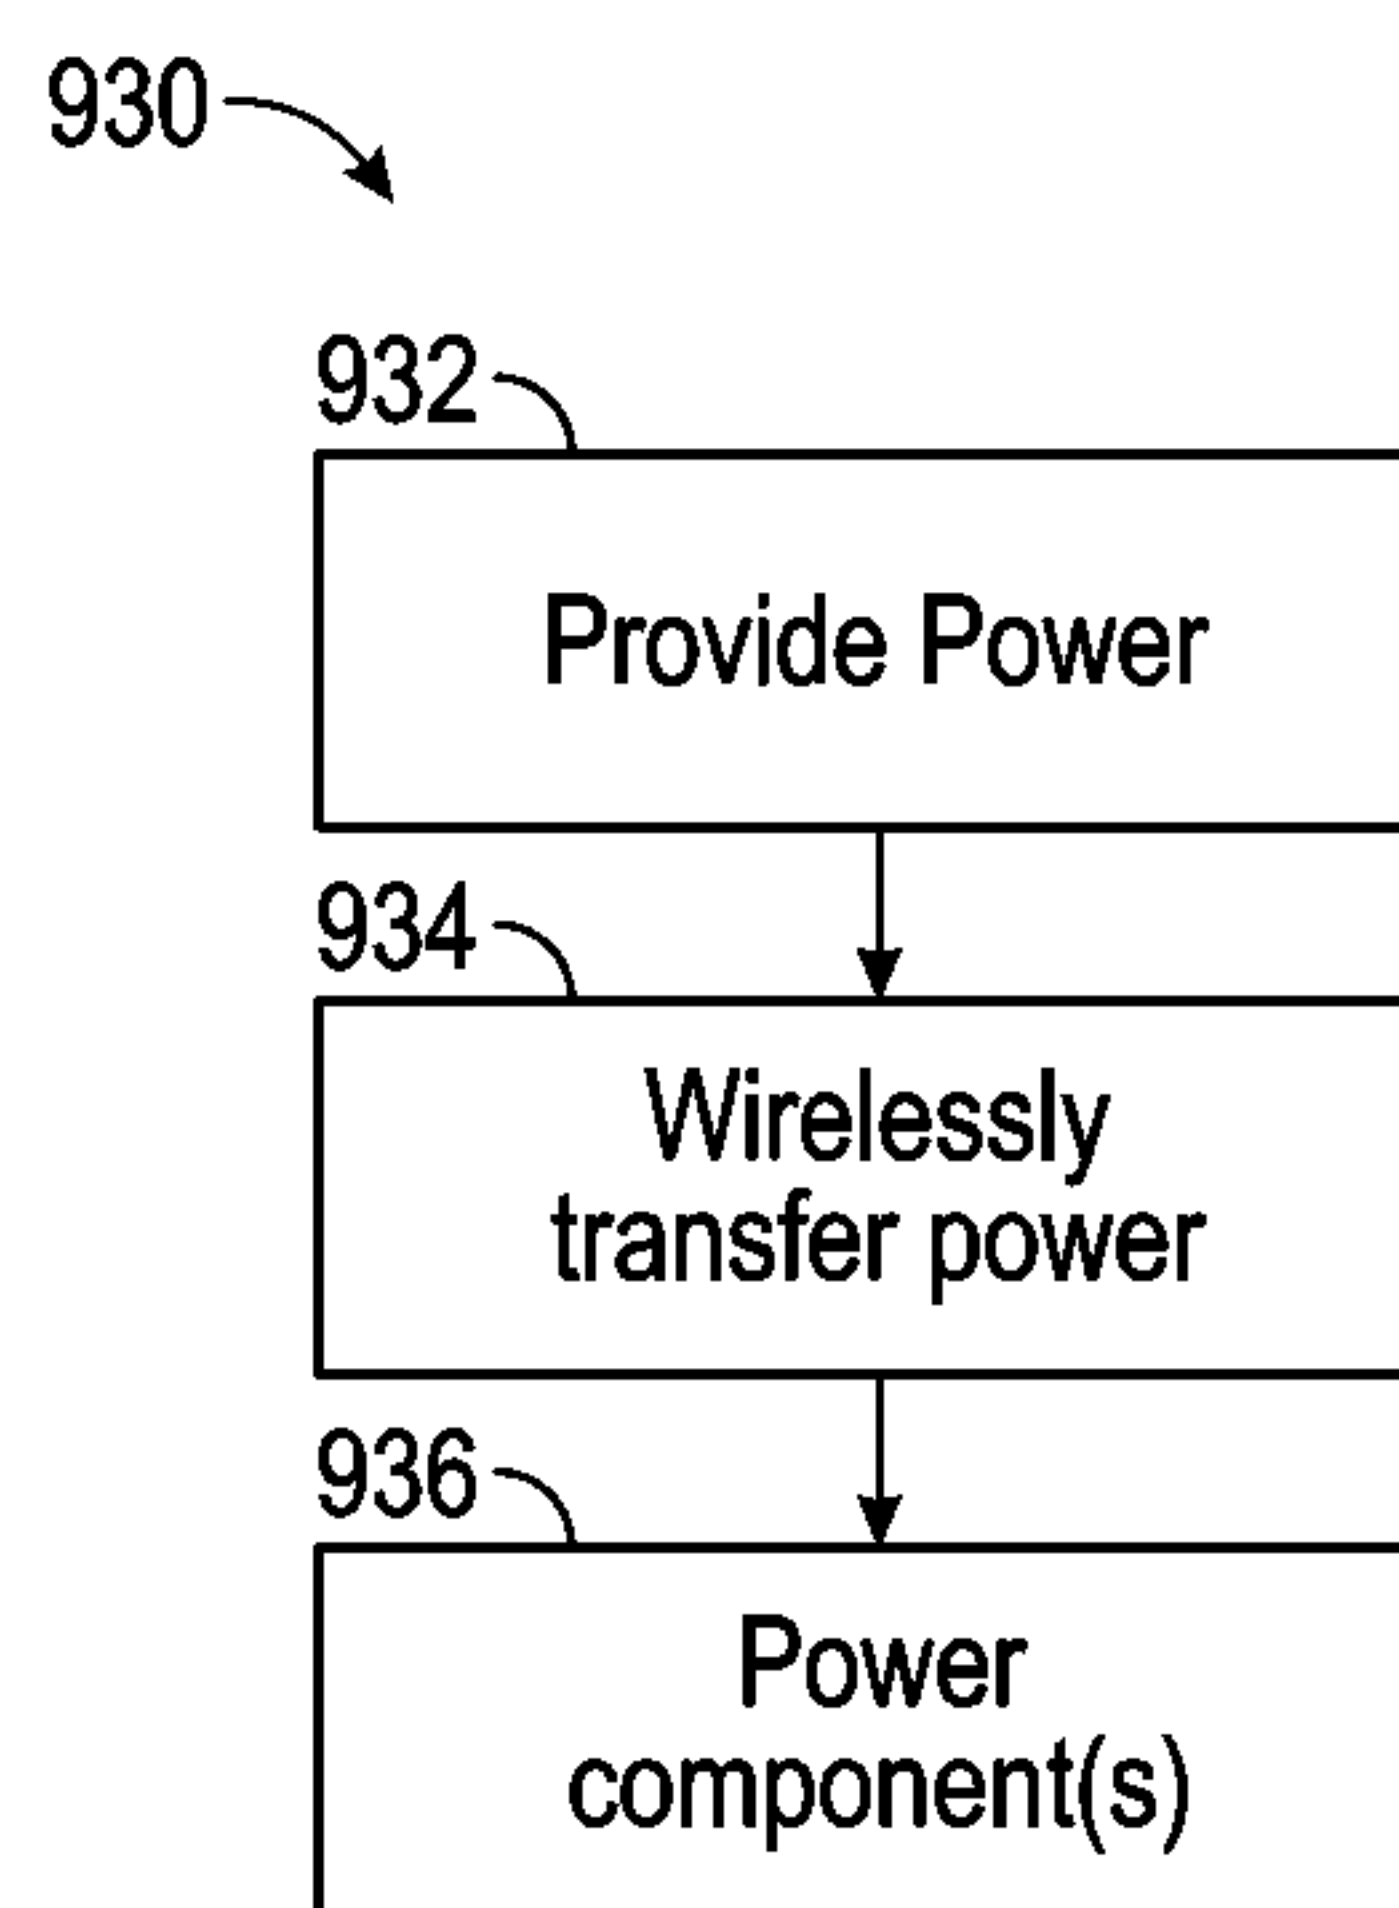 930
932
Provide Power
934
Wirelessly
transfer power
936
Power
component(s)